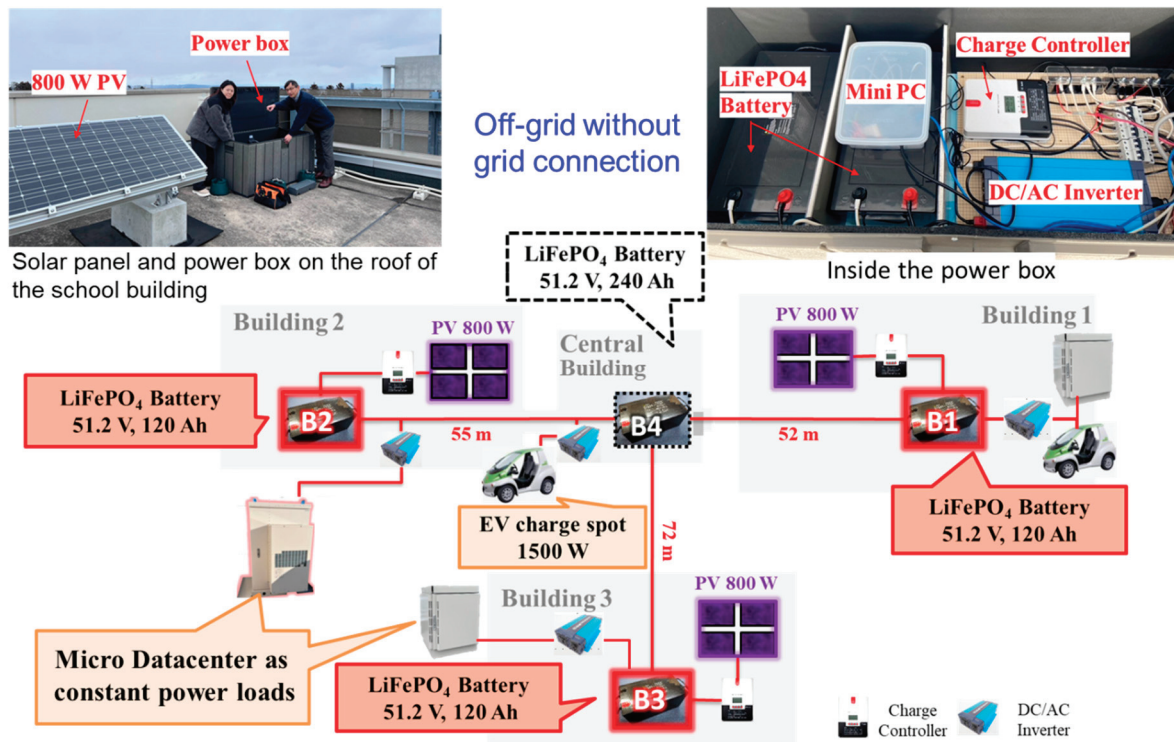 800 W PV
Power box
Solar panel and power box on the roof of
the school building
Off-grid without
grid connection
LiFePO4
Battery
Mini PC
Charge Controller
DC/AC Inverter
Inside the power box
LiFePO₄ Battery
51.2 V, 240 Ah
Building 2
PV 800 W
Central
Building
PV 800 W
Building 1
LiFePO₄ Battery
51.2 V, 120 Ah
B2
55 m
B4
52 m
B1
EV charge spot
1500 W
72 m
LiFePO₄ Battery
51.2 V, 120 Ah
Building 3
PV 800 W
Micro Datacenter as
constant power loads
LiFePO₄ Battery
51.2 V, 120 Ah
B3
Charge
Controller
DC/AC
Inverter